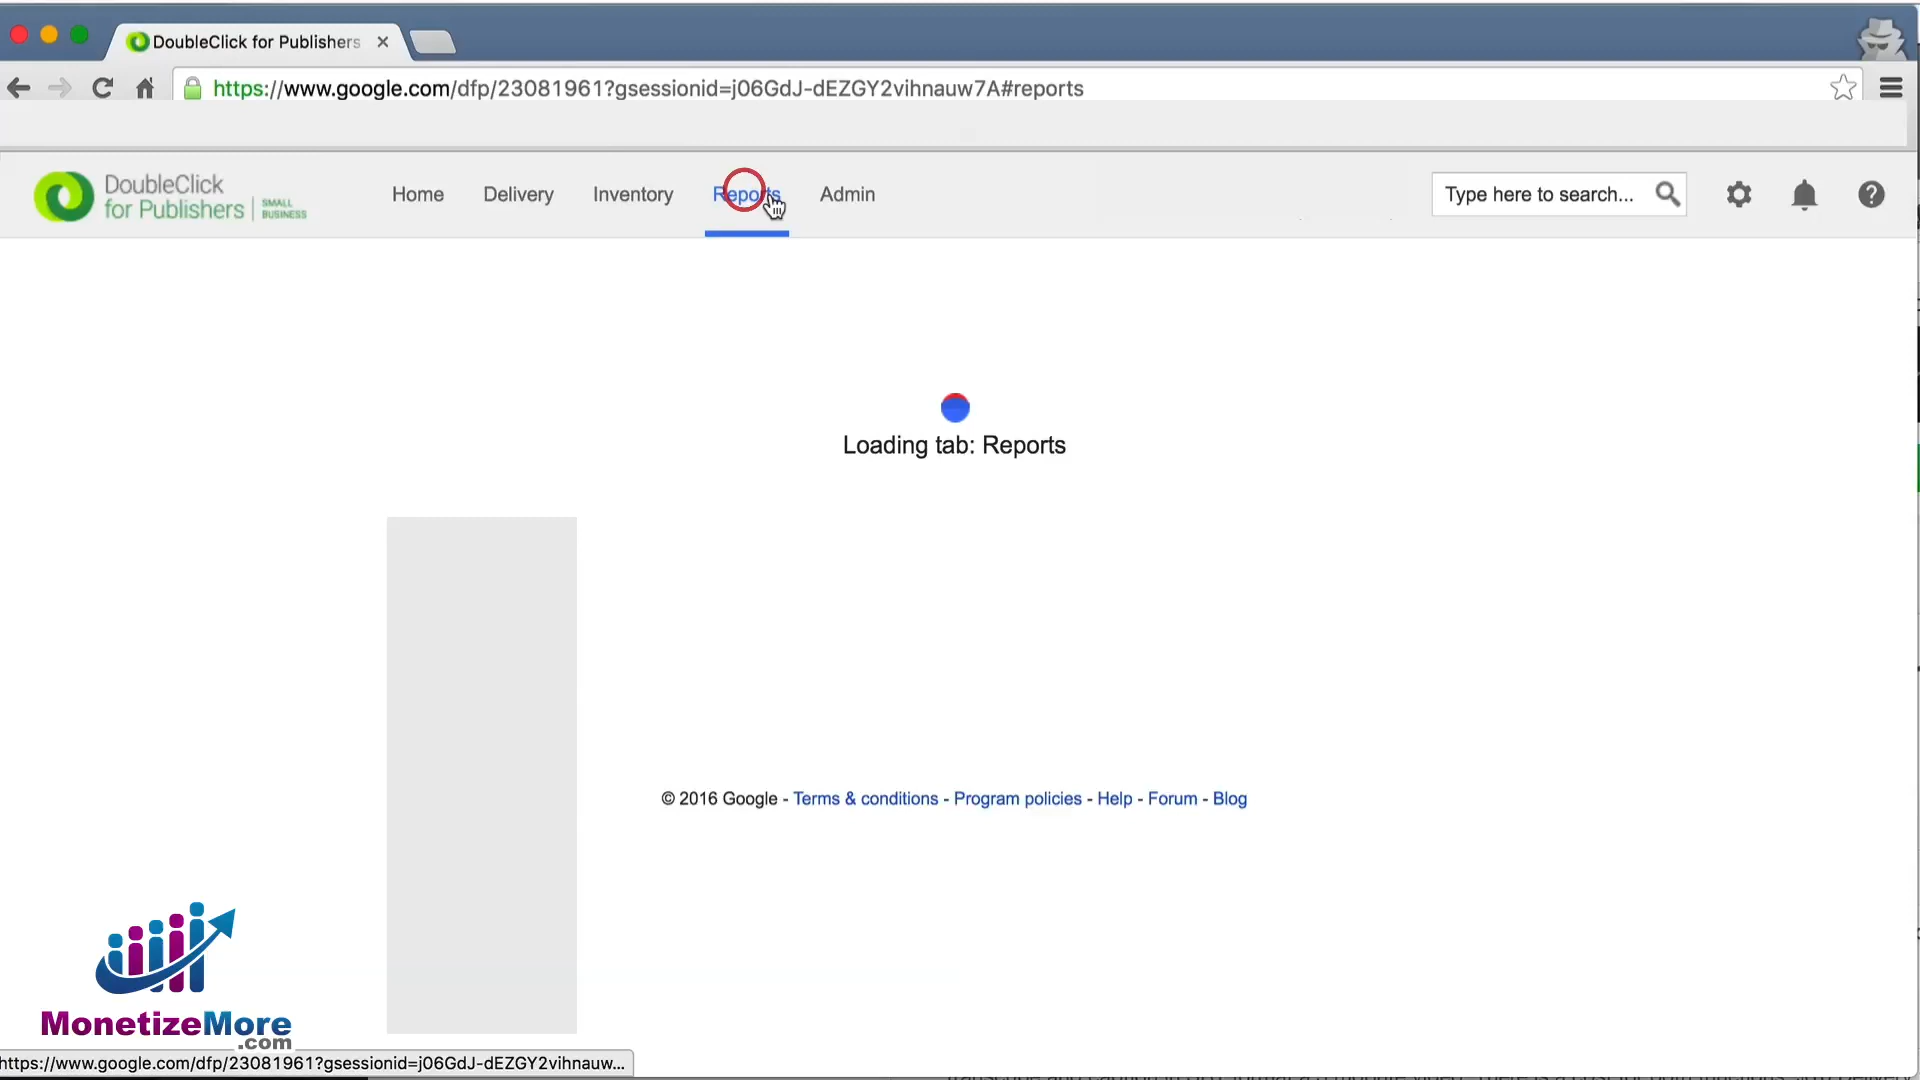 DoubleClick for Publishers
https://www.google.com/dfp/23081961?gsessionid=j06GdJ-dEZGY2vihnauw7A#reports
DoubleClick
for Publishers
SMALL
BUSINESS
Home
Delivery
Inventory
Reports
Admin
Type here to search...
Loading tab: Reports
© 2016 Google - Terms & conditions - Program policies - Help - Forum - Blog
MonetizeMore
.com
https://www.google.com/dfp/23081961?gsessionid=j06GdJ-dEZGY2vihnauw...